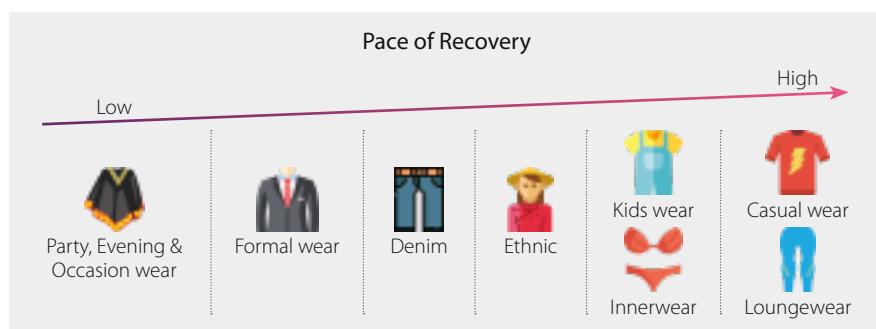 Pace of Recovery
High
Low
Kids wear
Casual wear
Party, Evening &
Occasion wear
Formal wear
Denim
Ethnic
Innerwear
Loungewear